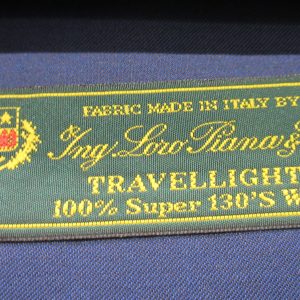 FABRIC MADE IN ITALY BY
Ing. Loro Piana &
TRAVELLIGHT
100% Super 130'S W